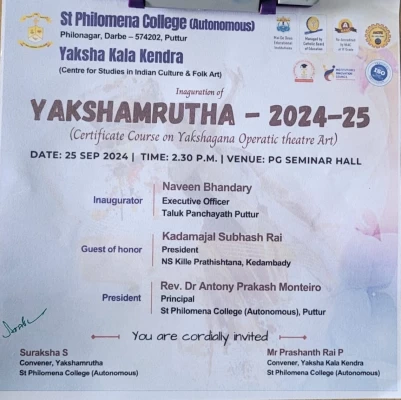 St Philomena College (Autonomous)
Philonagar, Darbe – 574202, Puttur
Yaksha Kala Kendra
(Centre for Studies in Indian Culture & Folk Art)
Inaguration of
YAKSHAMRUTHA – 2024-25
(Certificate Course on Yakshagana Operatic theatre Art)
DATE: 25 SEP 2024 | TIME: 2.30 P.M. | VENUE: PG SEMINAR HALL
Naveen Bhandary
Inaugurator
Executive Officer
Taluk Panchayath Puttur
Kadamajal Subhash Rai
Guest of honor
President
NS Kille Prathishtana, Kedambady
Rev. Dr Antony Prakash Monteiro
President
Principal
St Philomena College (Autonomous), Puttur
You are cordially invited
Suraksha S
Convener, Yakshamrutha
St Philomena College (Autonomous)
Mr Prashanth Rai P
Convener, Yaksha Kala Kendra
St Philomena College (Autonomous)